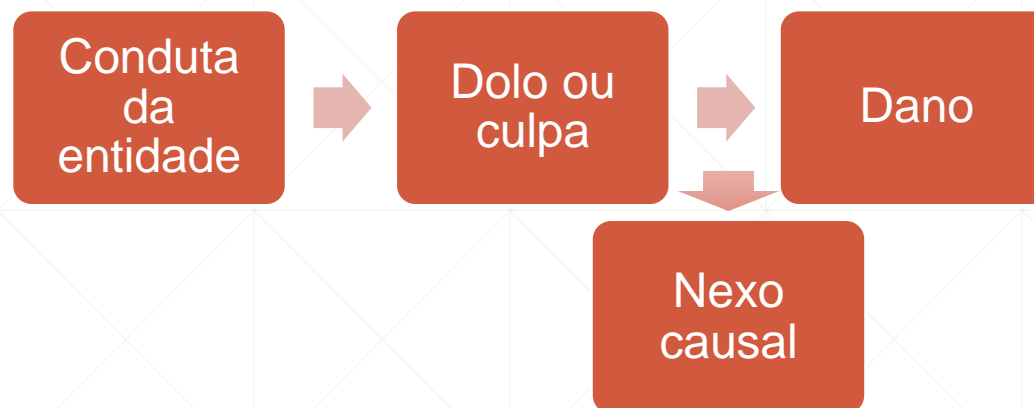 Conduta
da
entidade
Dolo ou
culpa
Dano
Nexo
causal